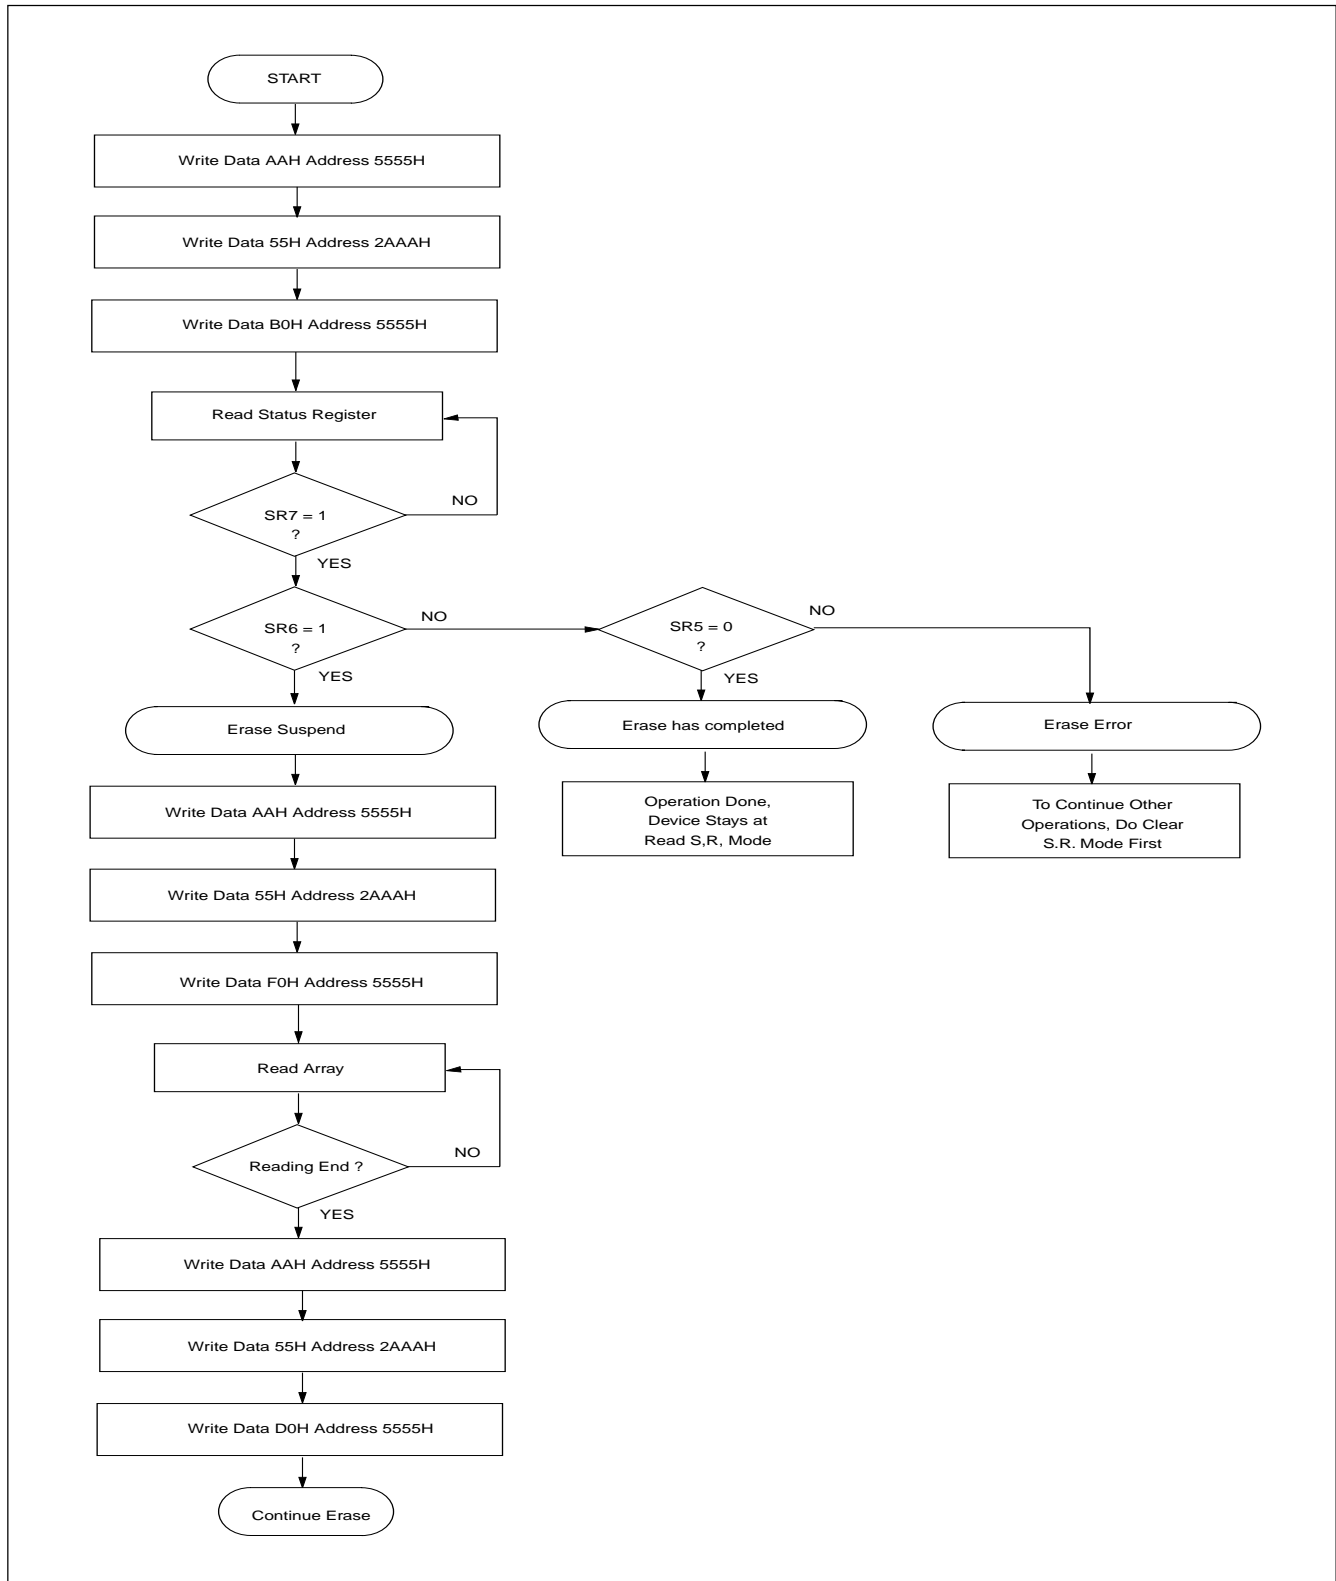 START
Write Data AAH Address 5555H
Write Data 55H Address 2AAAH
Write Data B0H Address 5555H
Read Status Register
NO
SR7 = 1
?
YES
NO
SR6 = 1
?
YES
NO
SR5 = 0
?
YES
Erase Suspend
Erase has completed
Erase Error
Write Data AAH Address 5555H
Operation Done,
Device Stays at
Read S,R, Mode
To Continue Other
Operations, Do Clear
S.R. Mode First
Write Data 55H Address 2AAAH
Write Data F0H Address 5555H
Read Array
NO
Reading End ?
YES
Write Data AAH Address 5555H
Write Data 55H Address 2AAAH
Write Data D0H Address 5555H
Continue Erase